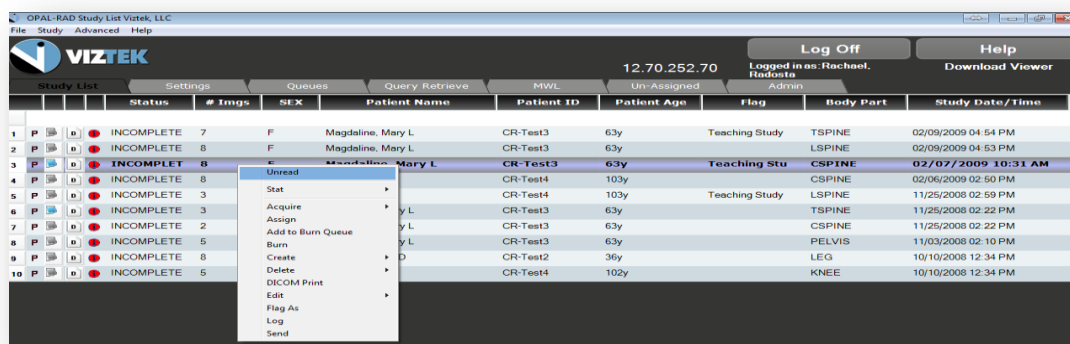 OPAL-RAD Study List Viztek, LLC
File Study Advanced Help
VIZTEK
Log Off Help
12.70.252.70 Logged in as: Rachael, Radosta Download Viewer
Study List Settings Queues Query Retrieve MWL Un-Assigned Admin
Status # Imgs SEX Patient Name Patient ID Patient Age Flag Body Part Study Date/Time
1 P D INCOMPLETE 7 F Magdaline, Mary L CR-Test3 63y Teaching Study TSPINE 02/09/2009 04:54 PM
2 P D INCOMPLETE 8 F Magdaline, Mary L CR-Test3 63y LSPINE 02/09/2009 04:53 PM
3 P D INCOMPLET 8 F Magdaline, Mary L CR-Test3 63y Teaching Stu CSPINE 02/07/2009 10:31 AM
4 P D INCOMPLETE 8 CR-Test4 103y CSPINE 02/06/2009 02:50 PM
5 P D INCOMPLETE 3 CR-Test4 103y Teaching Study LSPINE 11/25/2008 02:59 PM
6 P D INCOMPLETE 3 y L CR-Test3 63y TSPINE 11/25/2008 02:22 PM
7 P D INCOMPLETE 2 y L CR-Test3 63y CSPINE 11/25/2008 02:22 PM
8 P D INCOMPLETE 5 y L CR-Test3 63y PELVIS 11/03/2008 02:10 PM
9 P D INCOMPLETE 8 D CR-Test2 36y LEG 10/10/2008 12:34 PM
10 P D INCOMPLETE 5 CR-Test4 102y KNEE 10/10/2008 12:34 PM
Unread
Stat
Acquire
Assign
Add to Burn Queue
Burn
Create
Delete
DICOM Print
Edit
Flag As
Log
Send